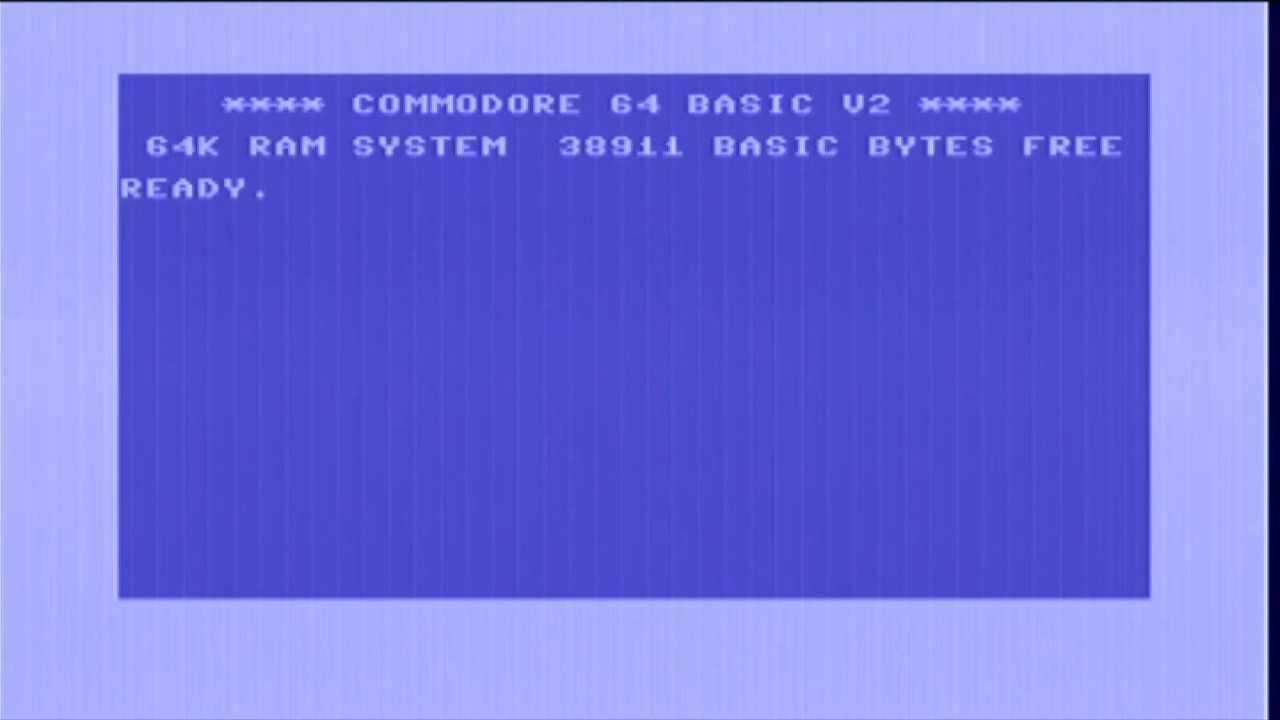 **** COMMODORE 64 BASIC V2 ****
64K RAM SYSTEM  38911 BASIC BYTES FREE
READY.